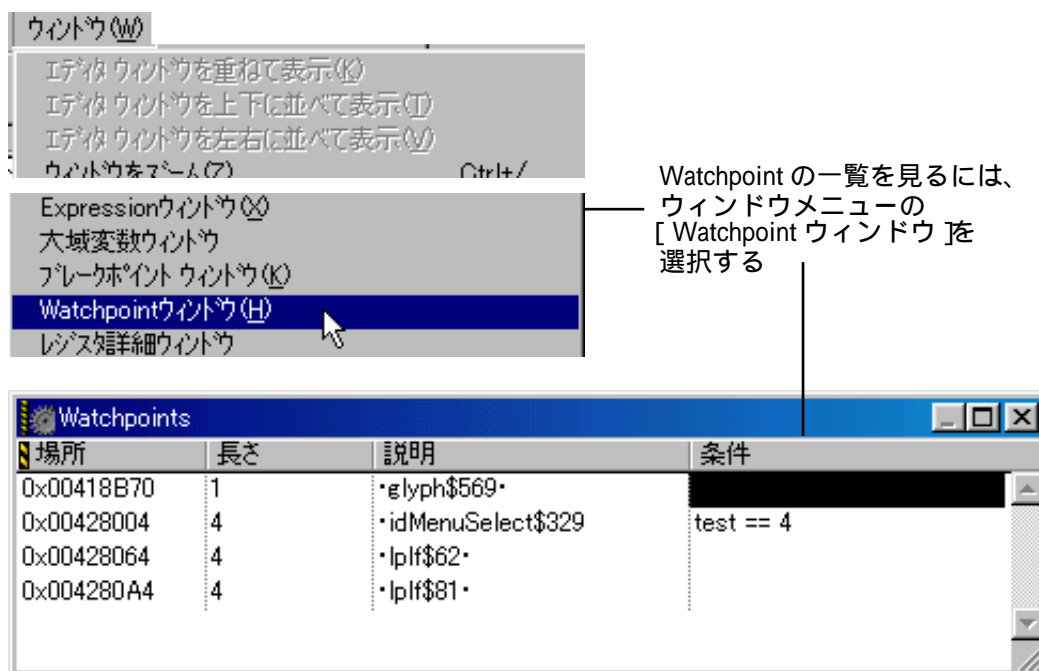 ウィンドウ(W)
エディタ ウィンドウを重ねて表示(K)
エディタ ウィンドウを上下に並べて表示(T)
エディタ ウィンドウを左右に並べて表示(V)
ウィンドウをズーム(Z) Ctrl+/
Expressionウィンドウ(X)
大域変数ウィンドウ
ブレークポイント ウィンドウ(K)
Watchpointウィンドウ(H)
レジスタ詳細ウィンドウ
Watchpoint の一覧を見るには、
ウィンドウメニューの
[ Watchpoint ウィンドウ ]を
選択する
Watchpoints
場所 長さ 説明 条件
0x00418B70 1 ・glyph$569・
0x00428004 4 ・idMenuSelect$329 test == 4
0x00428064 4 ・lplf$62・
0x004280A4 4 ・lplf$81・